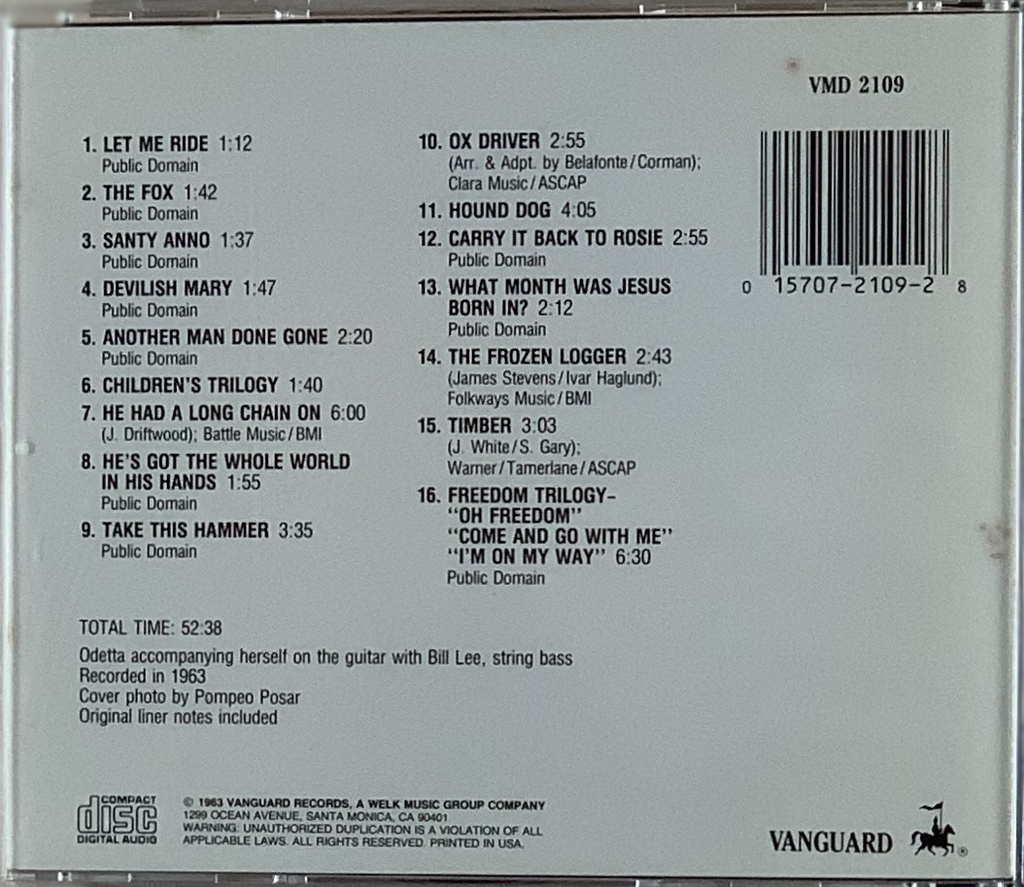 VMD 2109
1. LET ME RIDE 1:12
Public Domain
2. THE FOX 1:42
Public Domain
3. SANTY ANNO 1:37
Public Domain
4. DEVILISH MARY 1:47
Public Domain
5. ANOTHER MAN DONE GONE 2:20
Public Domain
6. CHILDREN'S TRILOGY 1:40
7. HE HAD A LONG CHAIN ON 6:00
(J. Driftwood); Battle Music/BMI
8. HE'S GOT THE WHOLE WORLD
IN HIS HANDS 1:55
Public Domain
9. TAKE THIS HAMMER 3:35
Public Domain
10. OX DRIVER 2:55
(Arr. & Adpt. by Belafonte/Corman);
Clara Music/ASCAP
11. HOUND DOG 4:05
12. CARRY IT BACK TO ROSIE 2:55
Public Domain
13. WHAT MONTH WAS JESUS
BORN IN? 2:12
Public Domain
14. THE FROZEN LOGGER 2:43
(James Stevens/Ivar Haglund);
Folkways Music/BMI
15. TIMBER 3:03
(J. White/S. Gary);
Warner/Tamerlane/ASCAP
16. FREEDOM TRILOGY–
"OH FREEDOM"
"COME AND GO WITH ME"
"I'M ON MY WAY" 6:30
Public Domain
0 15707-2109-2 8
TOTAL TIME: 52:38
Odetta accompanying herself on the guitar with Bill Lee, string bass
Recorded in 1963
Cover photo by Pompeo Posar
Original liner notes included
COMPACT
disc
DIGITAL AUDIO
© 1963 VANGUARD RECORDS, A WELK MUSIC GROUP COMPANY
1299 OCEAN AVENUE, SANTA MONICA, CA 90401
WARNING: UNAUTHORIZED DUPLICATION IS A VIOLATION OF ALL
APPLICABLE LAWS. ALL RIGHTS RESERVED. PRINTED IN USA.
VANGUARD ®